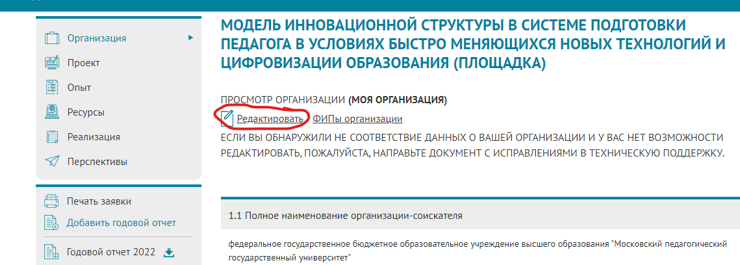 Организация
Проект
Опыт
Ресурсы
Реализация
Перспективы
Печать заявки
Добавить годовой отчет
Годовой отчет 2022
МОДЕЛЬ ИННОВАЦИОННОЙ СТРУКТУРЫ В СИСТЕМЕ ПОДГОТОВКИ
ПЕДАГОГА В УСЛОВИЯХ БЫСТРО МЕНЯЮЩИХСЯ НОВЫХ ТЕХНОЛОГИЙ И
ЦИФРОВИЗАЦИИ ОБРАЗОВАНИЯ (ПЛОЩАДКА)
ПРОСМОТР ОРГАНИЗАЦИИ (МОЯ ОРГАНИЗАЦИЯ)
Редактировать ФИПы организации
ЕСЛИ ВЫ ОБНАРУЖИЛИ НЕ СООТВЕТСТВИЕ ДАННЫХ О ВАШЕЙ ОРГАНИЗАЦИИ И У ВАС НЕТ ВОЗМОЖНОСТИ
РЕДАКТИРОВАТЬ, ПОЖАЛУЙСТА, НАПРАВЬТЕ ДОКУМЕНТ С ИСПРАВЛЕНИЯМИ В ТЕХНИЧЕСКУЮ ПОДДЕРЖКУ.
1.1 Полное наименование организации-соискателя
федеральное государственное бюджетное образовательное учреждение высшего образования "Московский педагогический
государственный университет"